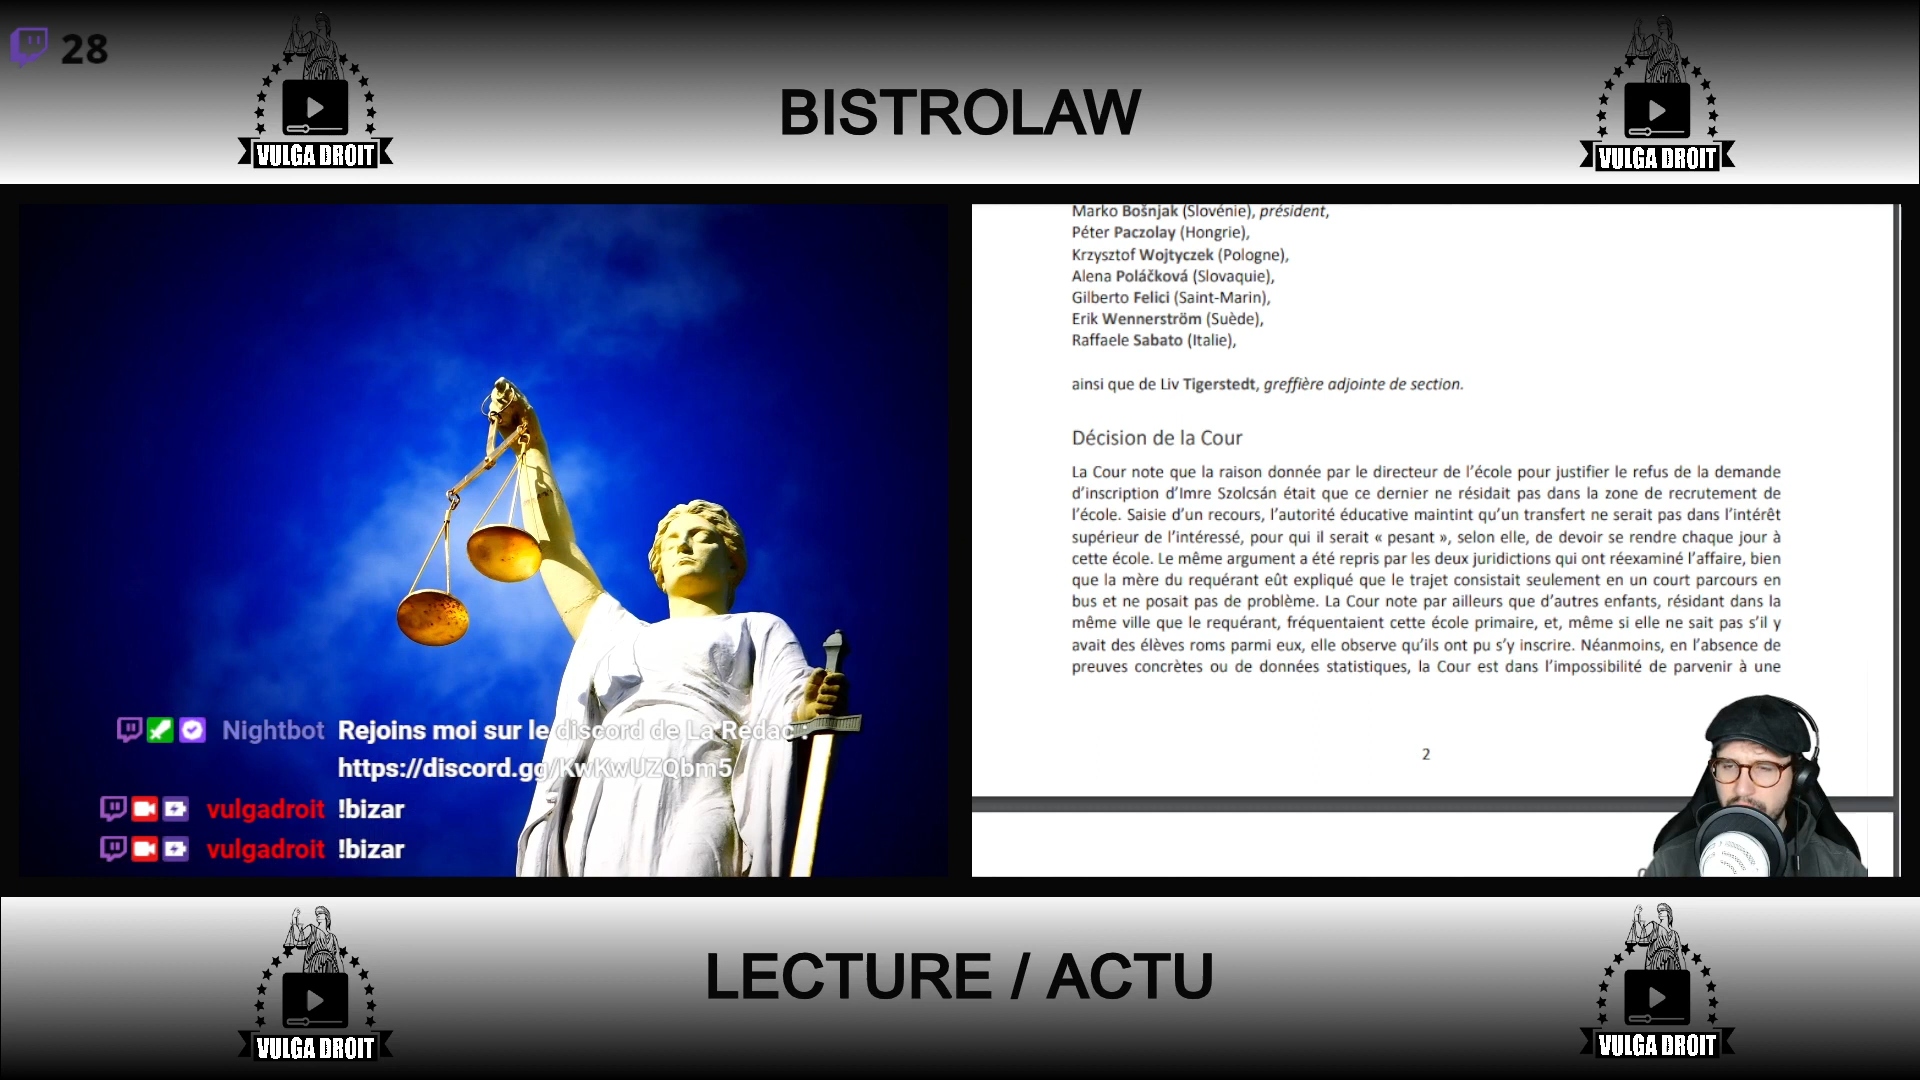 28
BISTROLAW
VULGA DROIT
VULGA DROIT
Marko Bošnjak (Slovénie), président,
Péter Paczolay (Hongrie),
Krzysztof Wojtyczek (Pologne),
Alena Poláčková (Slovaquie),
Gilberto Felici (Saint-Marin),
Erik Wennerström (Suède),
Raffaele Sabato (Italie),
ainsi que de Liv Tigerstedt, greffière adjointe de section.
Décision de la Cour
La Cour note que la raison donnée par le directeur de l’école pour justifier le refus de la demande
d’inscription d’Imre Szolcsán était que ce dernier ne résidait pas dans la zone de recrutement de
l’école. Saisie d’un recours, l’autorité éducative maintint qu’un transfert ne serait pas dans l’intérêt
supérieur de l’intéressé, pour qui il serait « pesant », selon elle, de devoir se rendre chaque jour à
cette école. Le même argument a été repris par les deux juridictions qui ont réexaminé l’affaire, bien
que la mère du requérant eût expliqué que le trajet consistait seulement en un court parcours en
bus et ne posait pas de problème. La Cour note par ailleurs que d’autres enfants, résidant dans la
même ville que le requérant, fréquentaient cette école primaire, et, même si elle ne sait pas s’il y
avait des élèves roms parmi eux, elle observe qu’ils ont pu s’y inscrire. Néanmoins, en l’absence de
preuves concrètes ou de données statistiques, la Cour est dans l’impossibilité de parvenir à une
2
Nightbot Rejoins moi sur le discord de La Rédac :
https://discord.gg/KwKwUZQbm5
vulgadroit !bizar
vulgadroit !bizar
LECTURE / ACTU
VULGA DROIT
VULGA DROIT